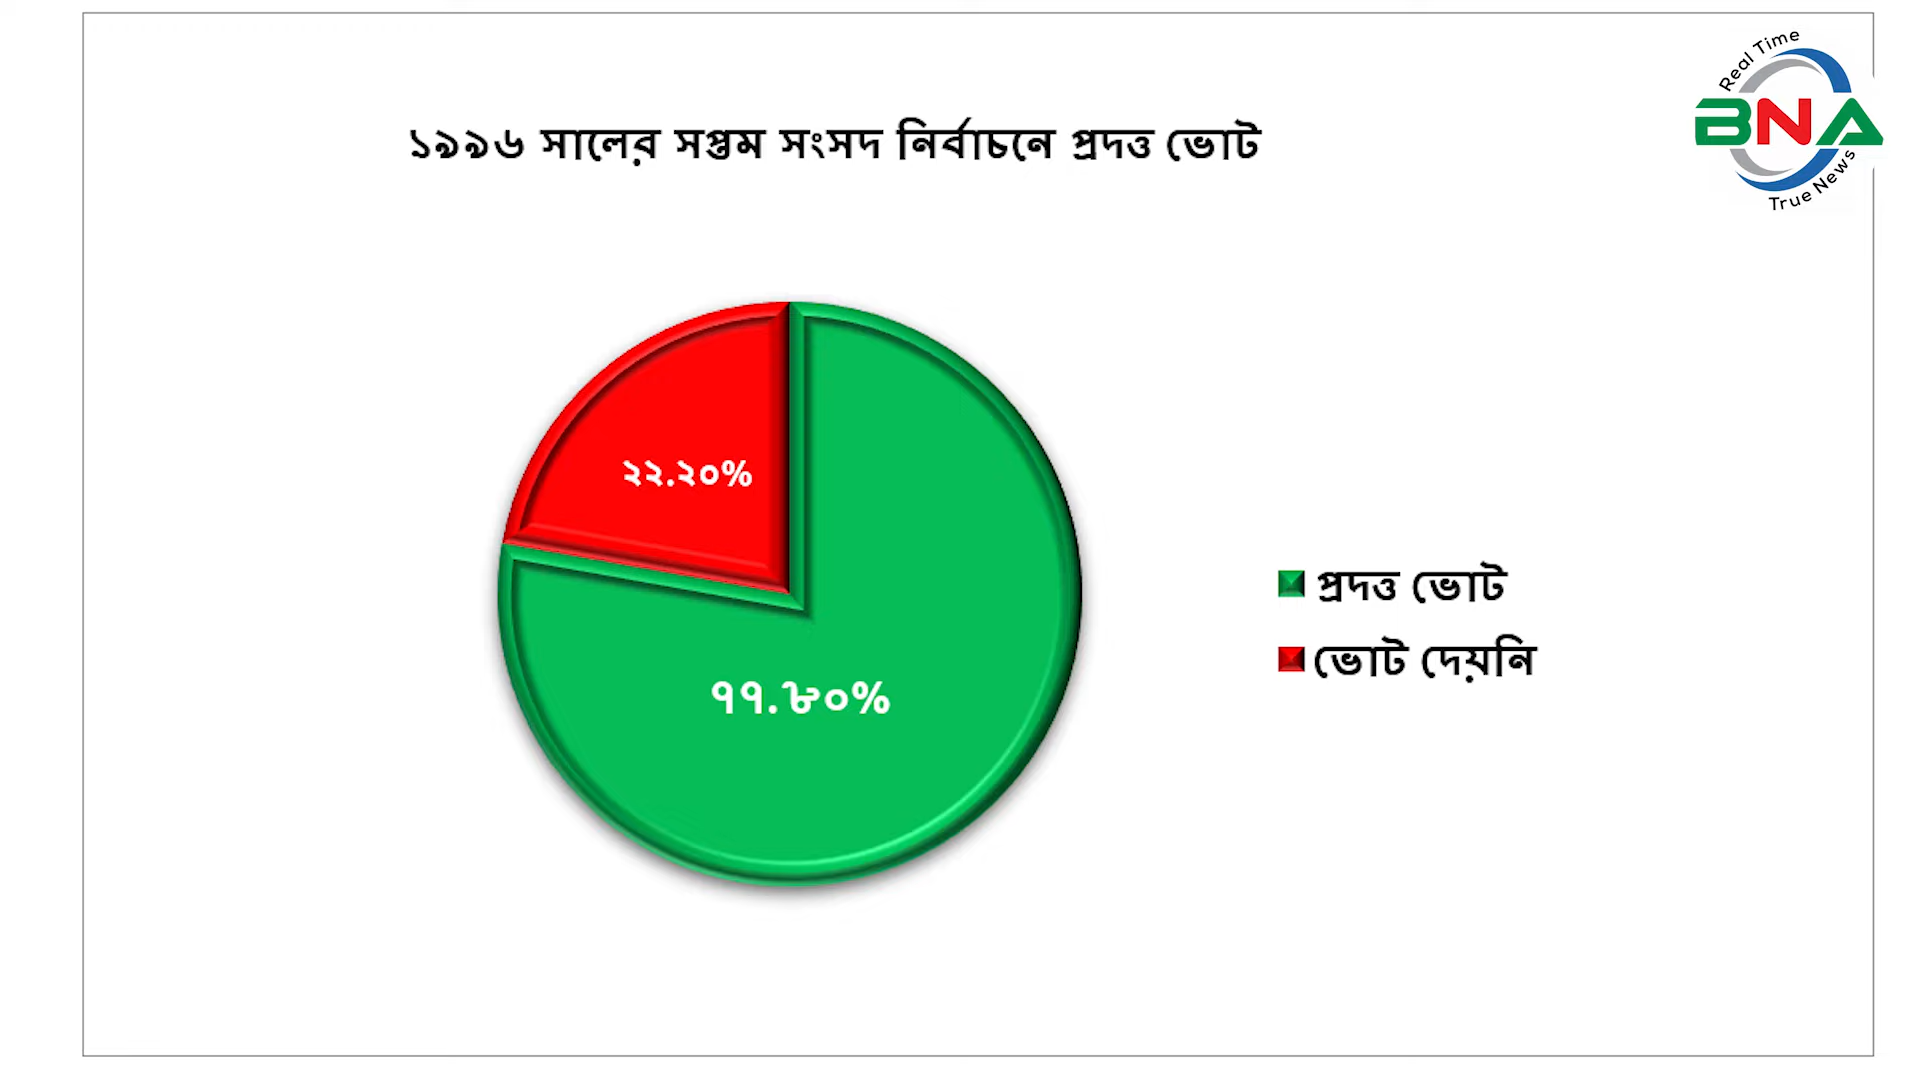 Real Time
BNA
True News
১৯৯৬ সালের সপ্তম সংসদ নির্বাচনে প্রদত্ত ভোট
২২.২০%
৭৭.৮০%
প্রদত্ত ভোট
ভোট দেয়নি